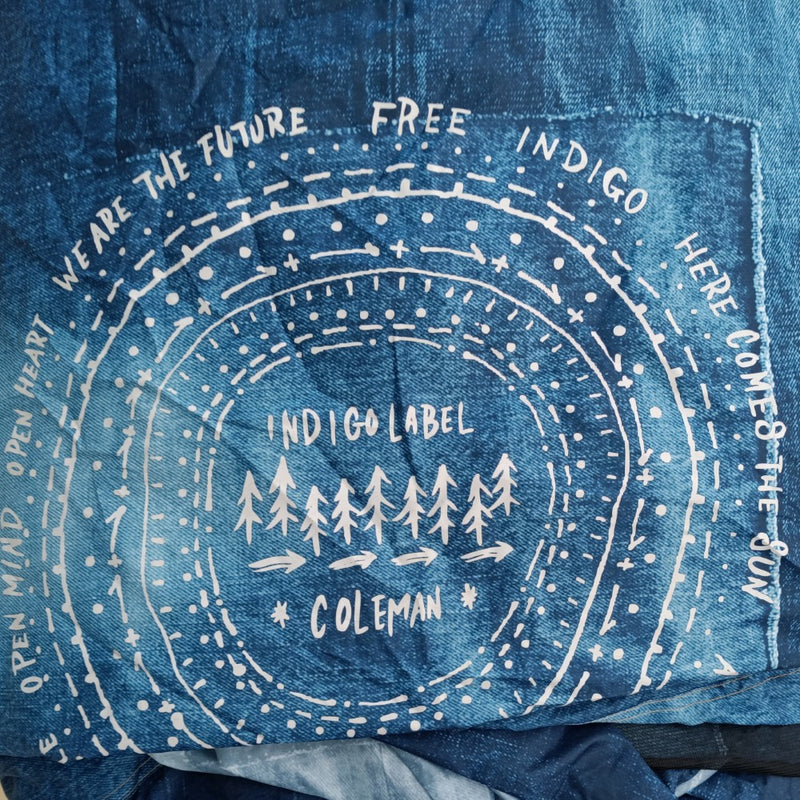 OPEN MIND OPEN HEART WE ARE THE FUTURE FREE INDIGO HERE COMES THE SUN
INDIGO LABEL
* COLEMAN *